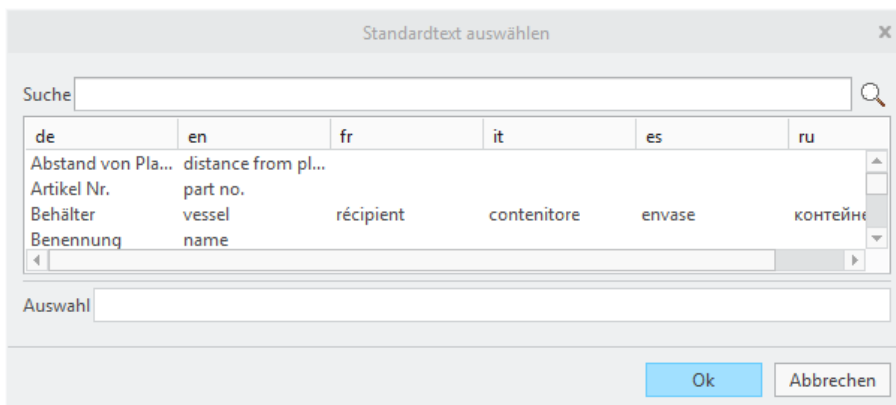 Standardtext auswählen
Suche
de en fr it es ru
Abstand von Pla... distance from pl...
Artikel Nr. part no.
Behälter vessel récipient contenitore envase контейне
Benennung name
Auswahl
Ok Abbrechen